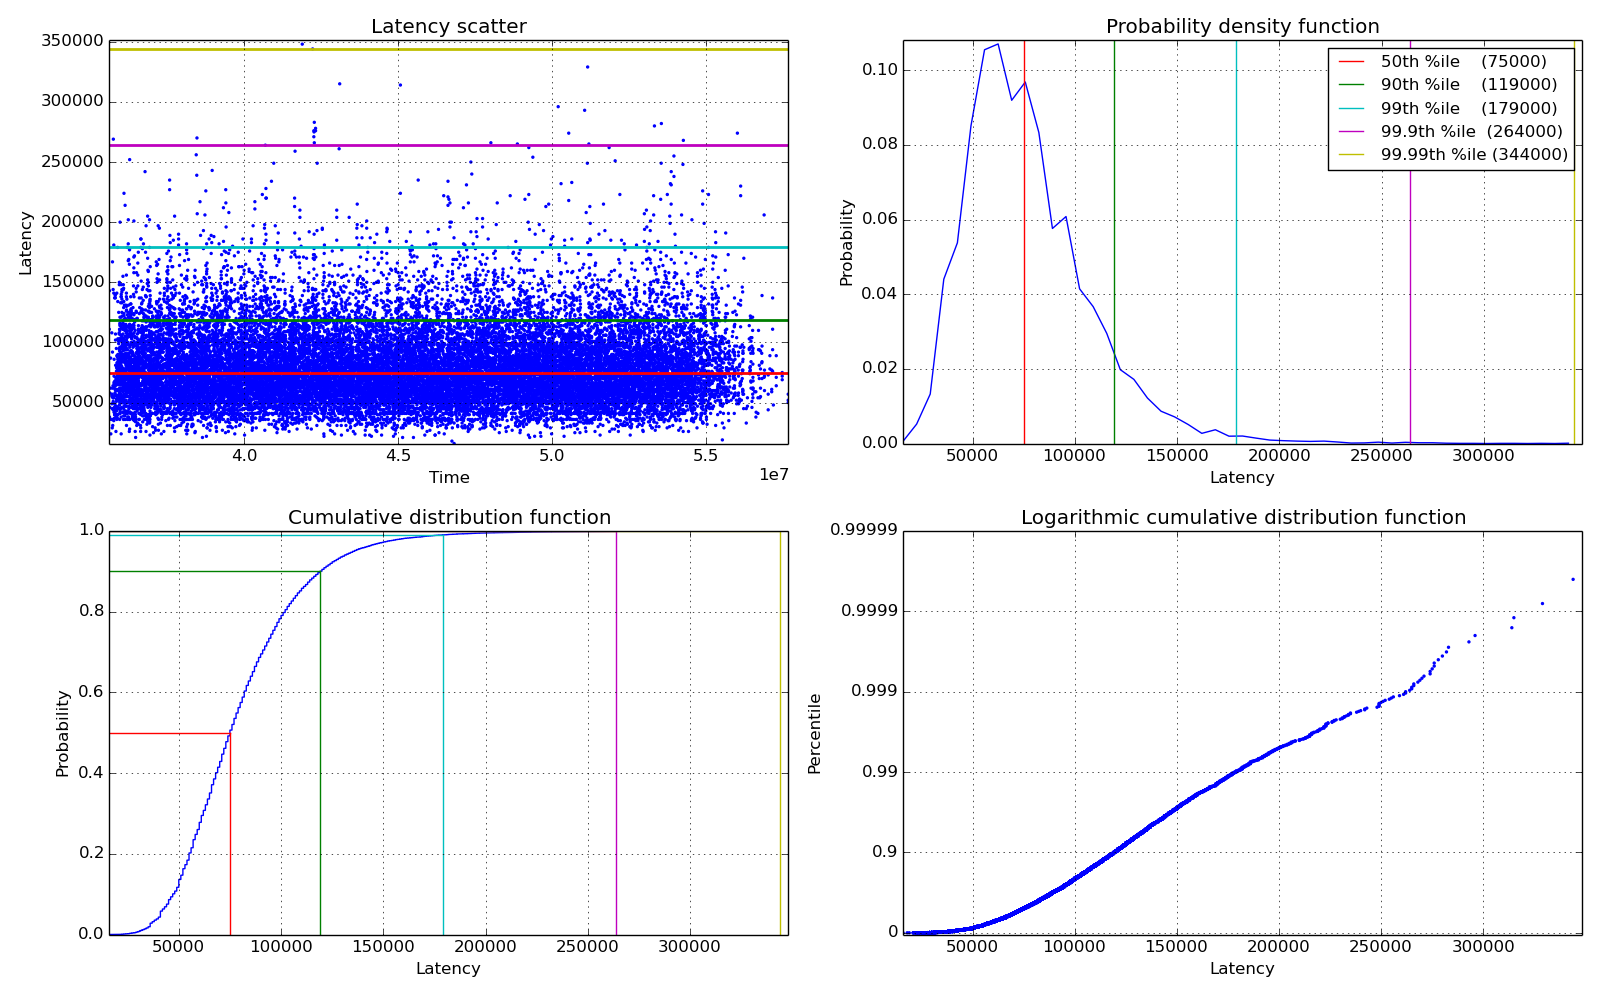 Latency scatter
350000
300000
250000
200000
150000
100000
50000
Latency
4.0
4.5
5.0
5.5
1e7
Time
Probability density function
0.10
0.08
0.06
0.04
0.02
0.00
Probability
50th %ile (75000)
90th %ile (119000)
99th %ile (179000)
99.9th %ile (264000)
99.99th %ile (344000)
50000
100000
150000
200000
250000
300000
Latency
Cumulative distribution function
1.0
0.8
0.6
0.4
0.2
0.0
Probability
50000
100000
150000
200000
250000
300000
Latency
Logarithmic cumulative distribution function
0.99999
0.9999
0.999
0.99
0.9
0
Percentile
50000
100000
150000
200000
250000
300000
Latency